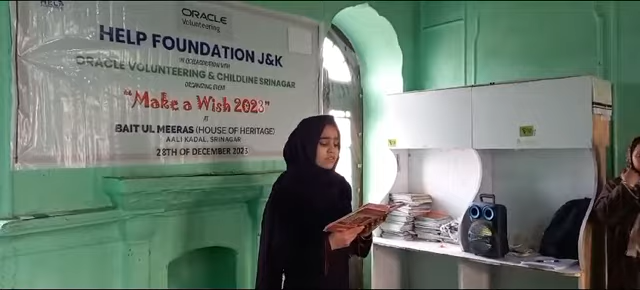 HELP
ORACLE
Volunteering
HELP FOUNDATION J&K
IN COLLABORATION WITH
ORACLE VOLUNTEERING & CHILDLINE SRINAGAR
ORGANIZING EVENT
"Make a Wish 2023"
AT
BAIT UL MEERAS (HOUSE OF HERITAGE)
AALI KADAL, SRINAGAR
28TH OF DECEMBER 2023